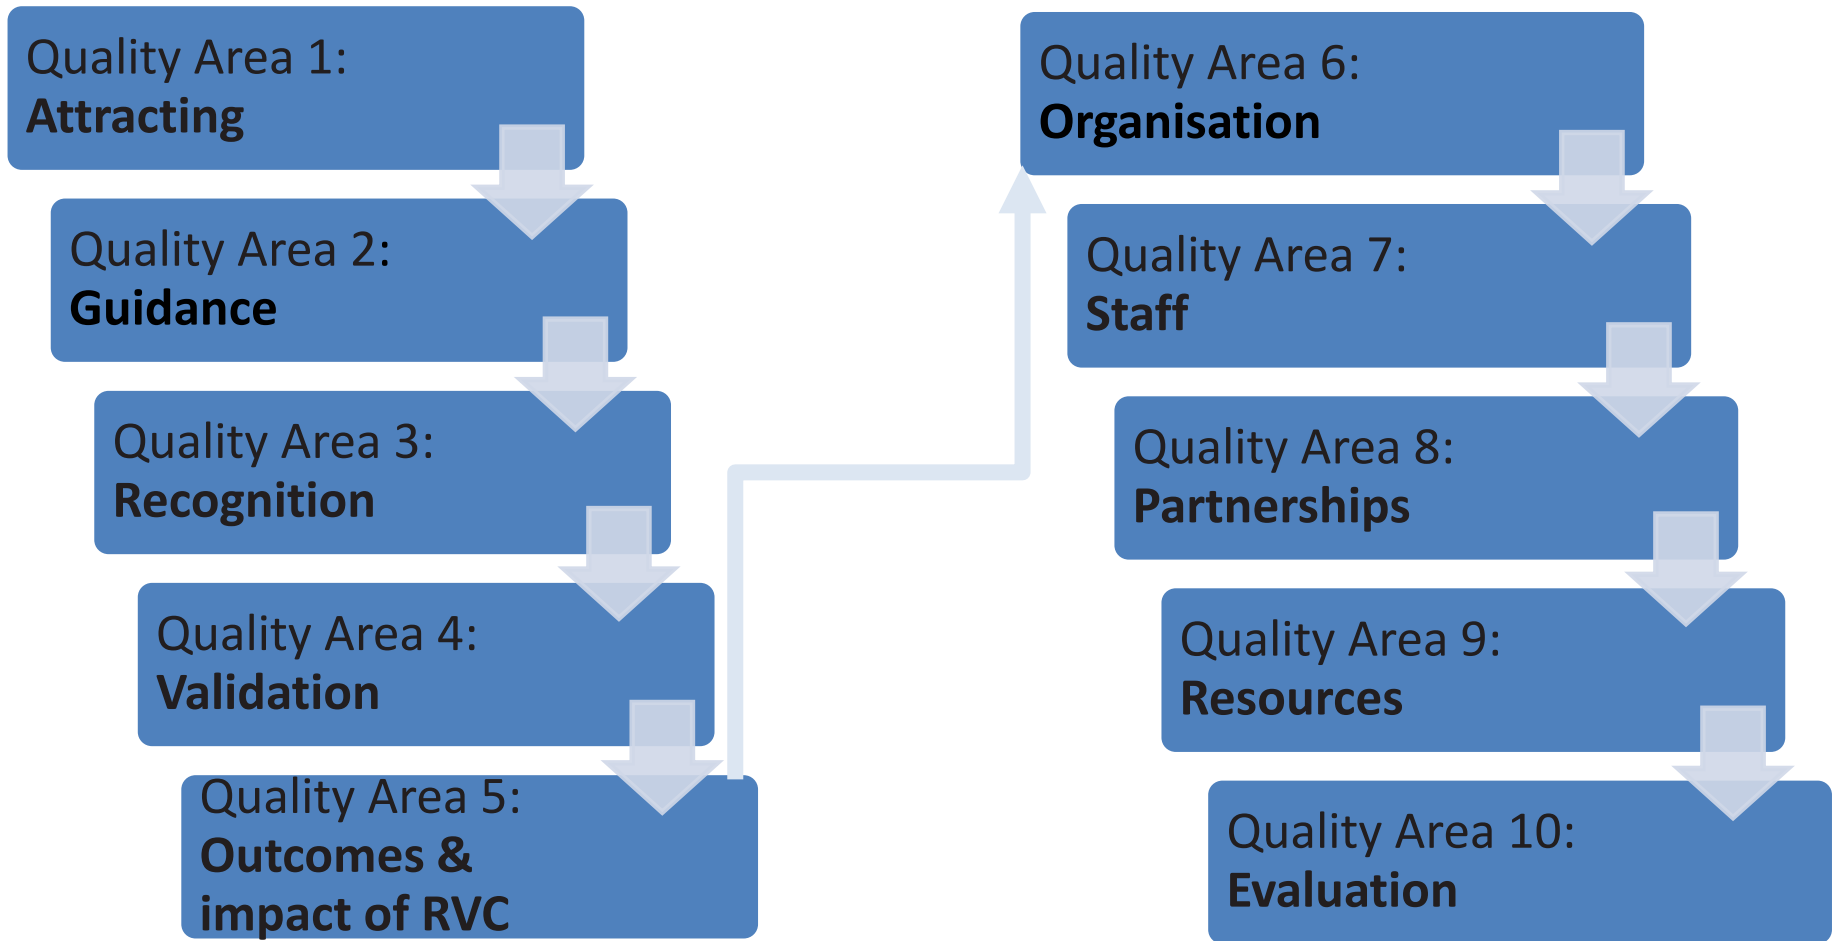 Quality Area 1:
Attracting
Quality Area 2:
Guidance
Quality Area 3:
Recognition
Quality Area 4:
Validation
Quality Area 5:
Outcomes &
impact of RVC
Quality Area 6:
Organisation
Quality Area 7:
Staff
Quality Area 8:
Partnerships
Quality Area 9:
Resources
Quality Area 10:
Evaluation